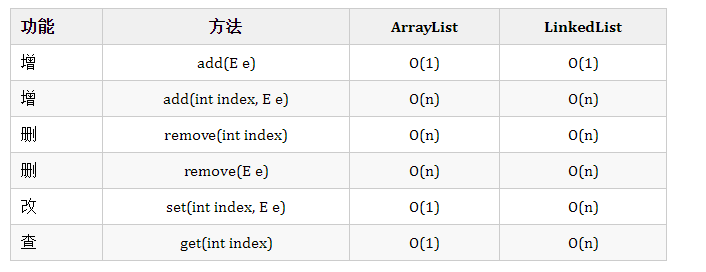 功能 方法 ArrayList LinkedList
增 add(E e) O(1) O(1)
增 add(int index, E e) O(n) O(n)
删 remove(int index) O(n) O(n)
删 remove(E e) O(n) O(n)
改 set(int index, E e) O(1) O(n)
查 get(int index) O(1) O(n)